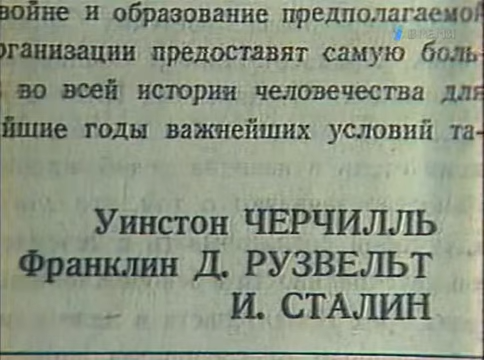 войне и образование предполагаемой
рганизации предоставят самую боль-
во всей истории человечества для
йшие годы важнейших условий та-
Уинстон ЧЕРЧИЛЛЬ
Франклин Д. РУЗВЕЛЬТ
И. СТАЛИН